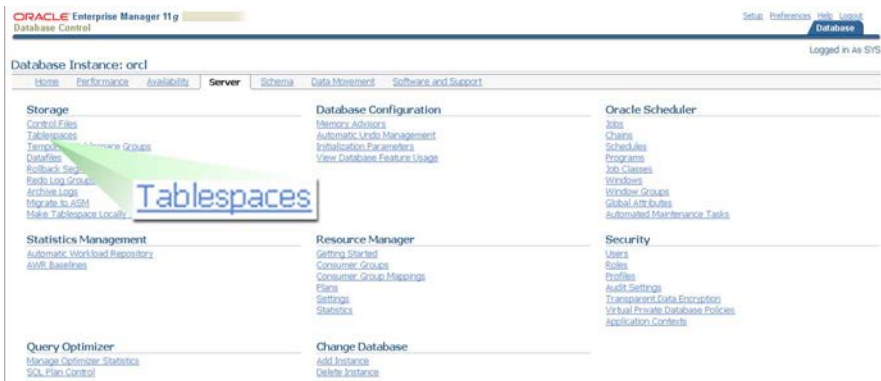 ORACLE Enterprise Manager 11g
Database Control
Setup Preferences Help Logout
Database
Logged in As SYS
Database Instance: orcl
Home Performance Availability Server Schema Data Movement Software and Support
Storage
Control Files
Tablespaces
Groups
Datafiles
Rollback
Redo Log
Archive Logs
Migrate to ASM
Make Tablespace Locally
Tablespaces
Database Configuration
Memory Advisors
Automatic Undo Management
Initialization Parameters
View Database Feature Usage
Oracle Scheduler
Jobs
Chains
Schedules
Programs
Job Classes
Windows
Window Groups
Global Attributes
Automated Maintenance Tasks
Statistics Management
Automatic Workload Repository
AWR Baselines
Resource Manager
Getting Started
Consumer Groups
Consumer Group Mappings
Plans
Settings
Statistics
Security
Users
Roles
Profiles
Audit Settings
Transparent Data Encryption
Virtual Private Database Policies
Application Contexts
Query Optimizer
Manage Optimizer Statistics
SQL Plan Control
Change Database
Add Instance
Delete Instance